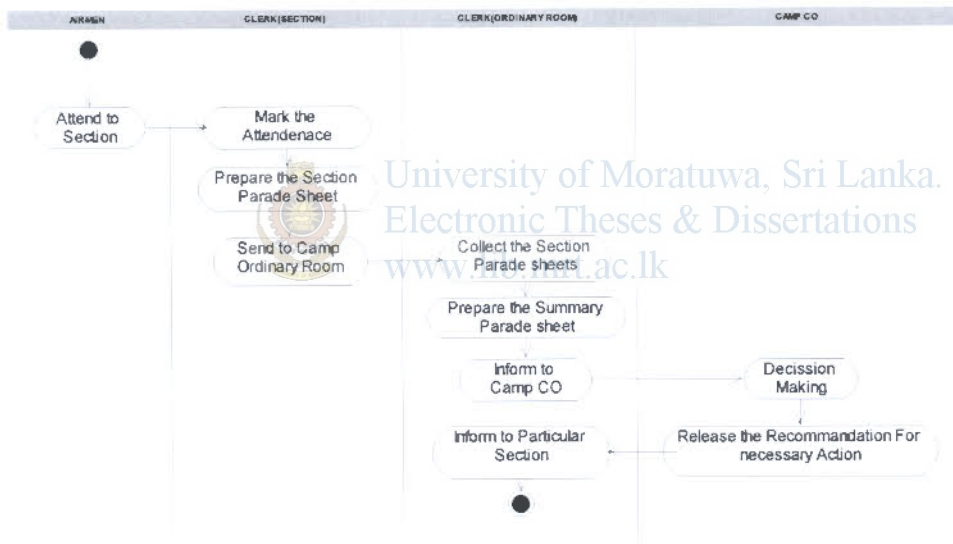 AIRMEN
CLERK(SECTION)
CLERK(ORDINARY ROOM)
CAMP CO
Attend to
Section
Mark the
Attendenace
Prepare the Section
Parade Sheet
Send to Camp
Ordinary Room
Collect the Section
Parade sheets
Prepare the Summary
Parade sheet
Inform to
Camp CO
Decission
Making
Release the Recommandation For
necessary Action
Inform to Particular
Section
University of Moratuwa, Sri Lanka.
Electronic Theses & Dissertations
www.lib.mrt.ac.lk